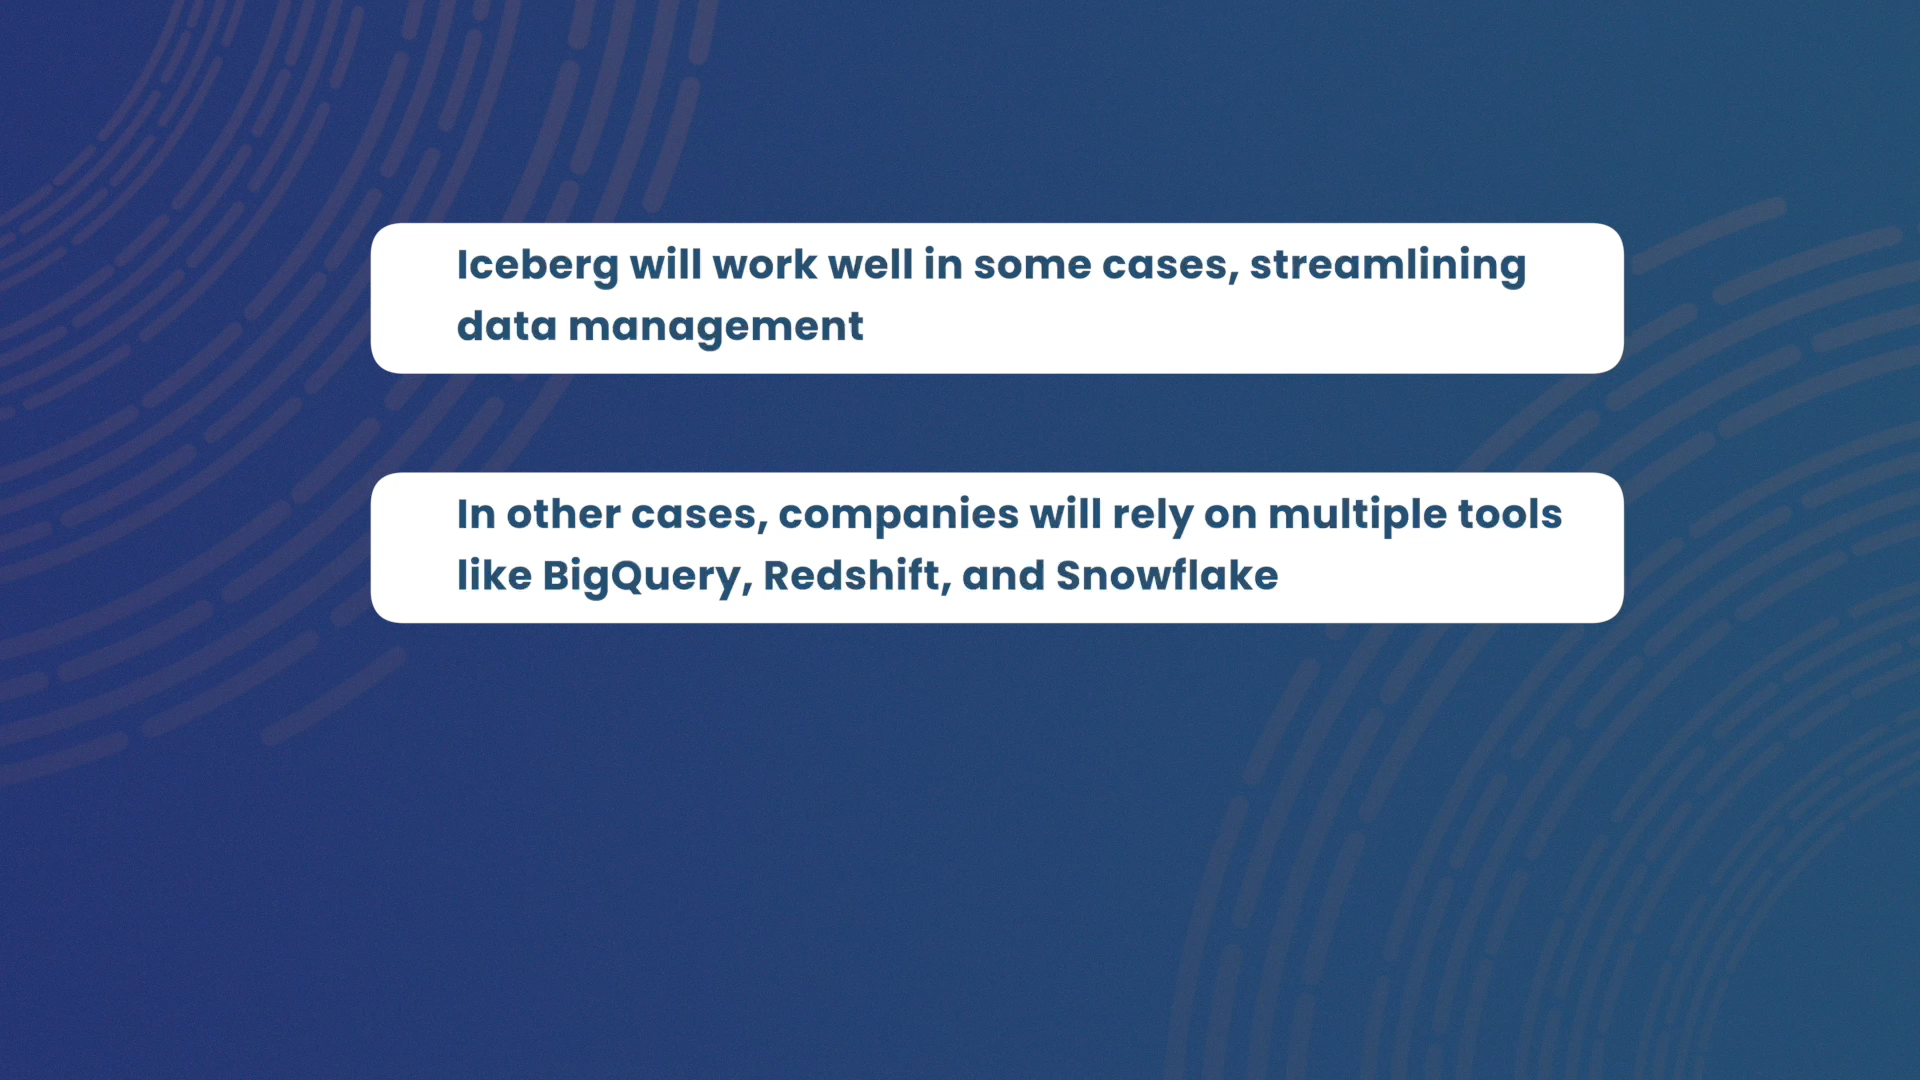 Iceberg will work well in some cases, streamlining
data management
In other cases, companies will rely on multiple tools
like BigQuery, Redshift, and Snowflake